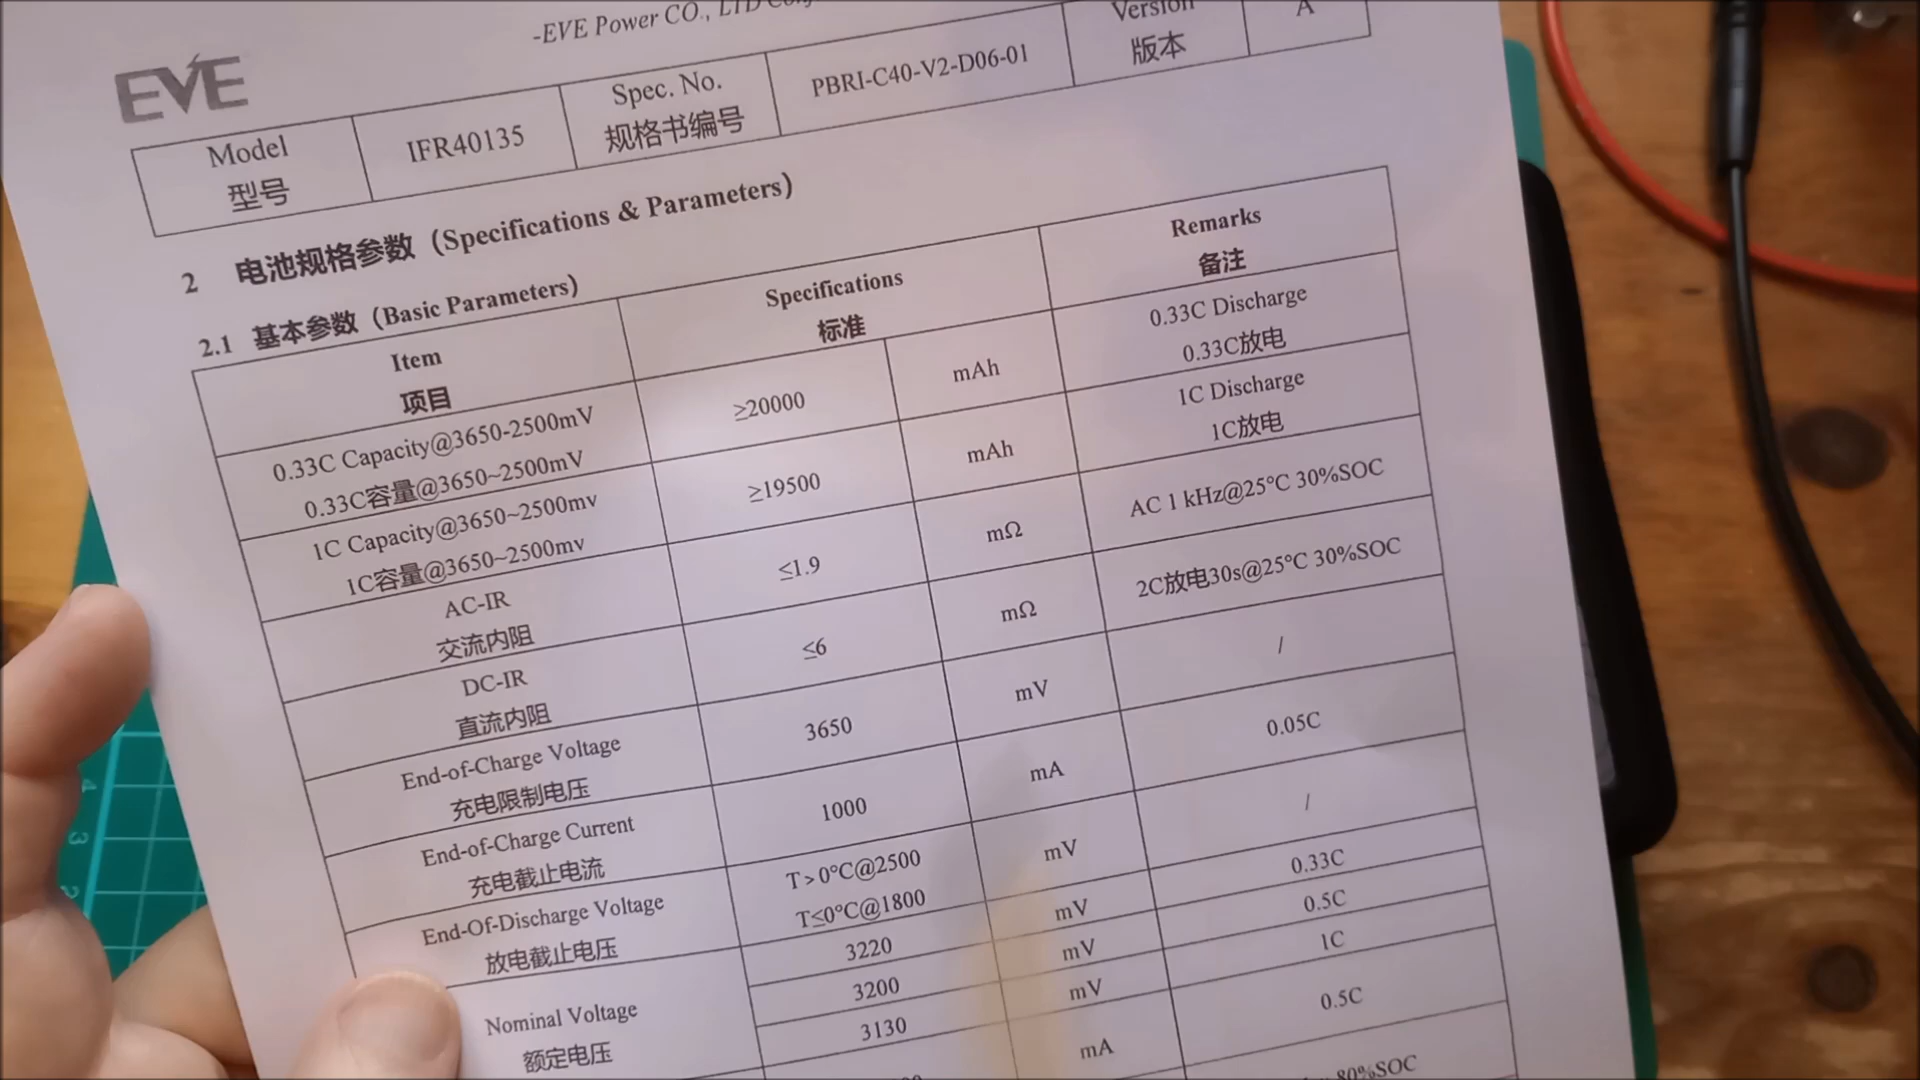 -EVE Power CO., LTD
EVE
Model
型号
IFR40135
Spec. No.
规格书编号
PBRI-C40-V2-D06-01
Version
版本
A
2 电池规格参数（Specifications & Parameters）
2.1 基本参数（Basic Parameters）
Item
项目
Specifications
标准
Remarks
备注
0.33C Capacity@3650-2500mV
0.33C容量@3650~2500mV
≥20000
mAh
0.33C Discharge
0.33C放电
1C Capacity@3650~2500mv
1C容量@3650~2500mv
≥19500
mAh
1C Discharge
1C放电
AC-IR
交流内阻
≤1.9
mΩ
AC 1 kHz@25°C 30%SOC
DC-IR
直流内阻
≤6
mΩ
2C放电30s@25°C 30%SOC
End-of-Charge Voltage
充电限制电压
3650
mV
/
End-of-Charge Current
充电截止电流
1000
mA
0.05C
End-Of-Discharge Voltage
放电截止电压
T>0°C@2500
T≤0°C@1800
mV
/
Nominal Voltage
额定电压
3220
mV
0.33C
3200
mV
0.5C
3130
mV
1C
mA
0.5C
80%SOC
4
3
2